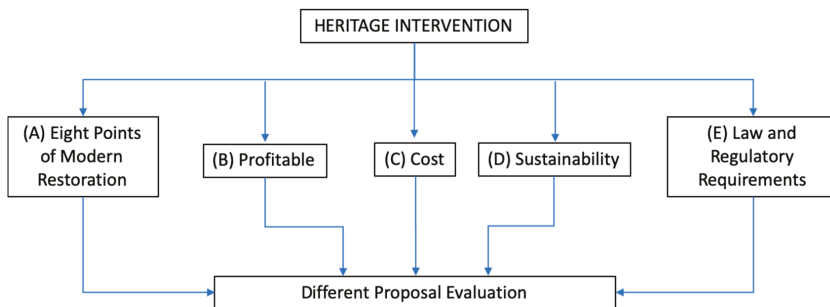 HERITAGE INTERVENTION
(A) Eight Points
of Modern
Restoration
(B) Profitable
(C) Cost
(D) Sustainability
(E) Law and
Regulatory
Requirements
Different Proposal Evaluation